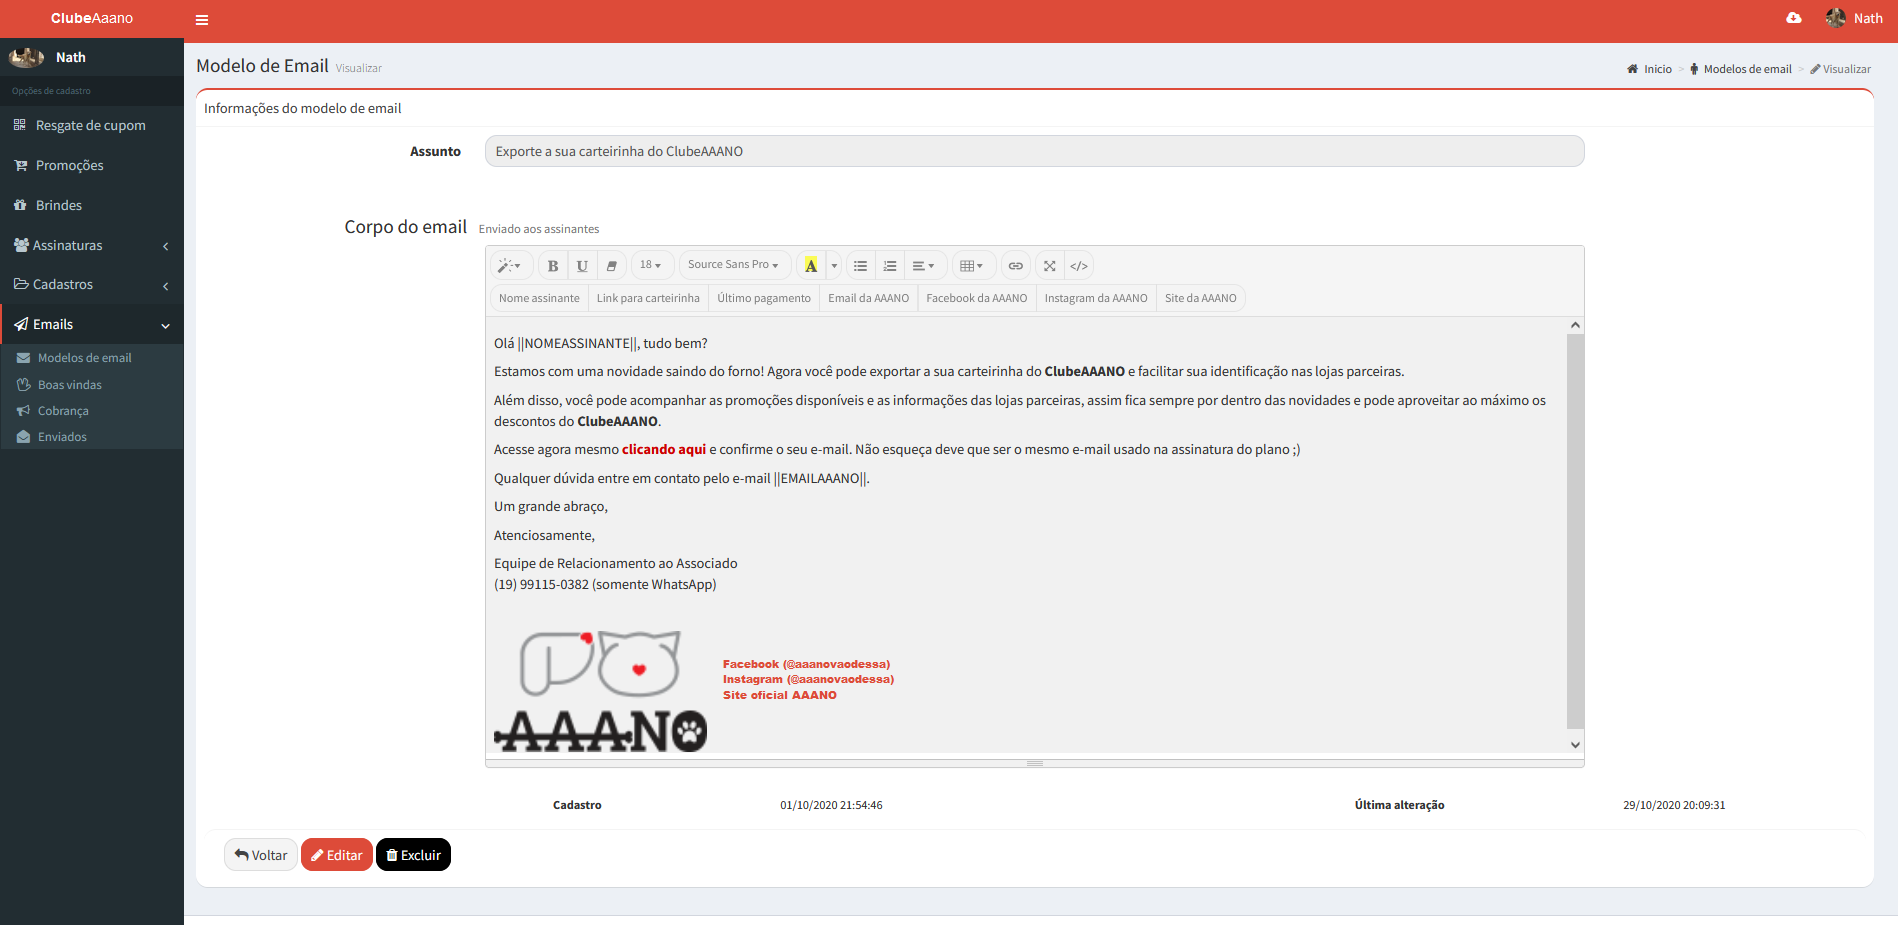 ClubeAaano
Nath
Nath
Opções de cadastro
Resgate de cupom
Promoções
Brindes
Assinaturas
Cadastros
Emails
Modelos de email
Boas vindas
Cobrança
Enviados
Modelo de Email Visualizar
Inicio > Modelos de email > Visualizar
Informações do modelo de email
Assunto
Exporte a sua carteirinha do ClubeAAANO
Corpo do email Enviado aos assinantes
B U 18 Source Sans Pro A </>
Nome assinante Link para carteirinha Último pagamento Email da AAANO Facebook da AAANO Instagram da AAANO Site da AAANO
Olá ||NOMEASSINANTE||, tudo bem?
Estamos com uma novidade saindo do forno! Agora você pode exportar a sua carteirinha do ClubeAAANO e facilitar sua identificação nas lojas parceiras.
Além disso, você pode acompanhar as promoções disponíveis e as informações das lojas parceiras, assim fica sempre por dentro das novidades e pode aproveitar ao máximo os
descontos do ClubeAAANO.
Acesse agora mesmo clicando aqui e confirme o seu e-mail. Não esqueça deve que ser o mesmo e-mail usado na assinatura do plano ;)
Qualquer dúvida entre em contato pelo e-mail ||EMAILAAANO||.
Um grande abraço,
Atenciosamente,
Equipe de Relacionamento ao Associado
(19) 99115-0382 (somente WhatsApp)
AAANO
Facebook (@aaanovaodessa)
Instagram (@aaanovaodessa)
Site oficial AAANO
Cadastro 01/10/2020 21:54:46 Última alteração 29/10/2020 20:09:31
Voltar Editar Excluir